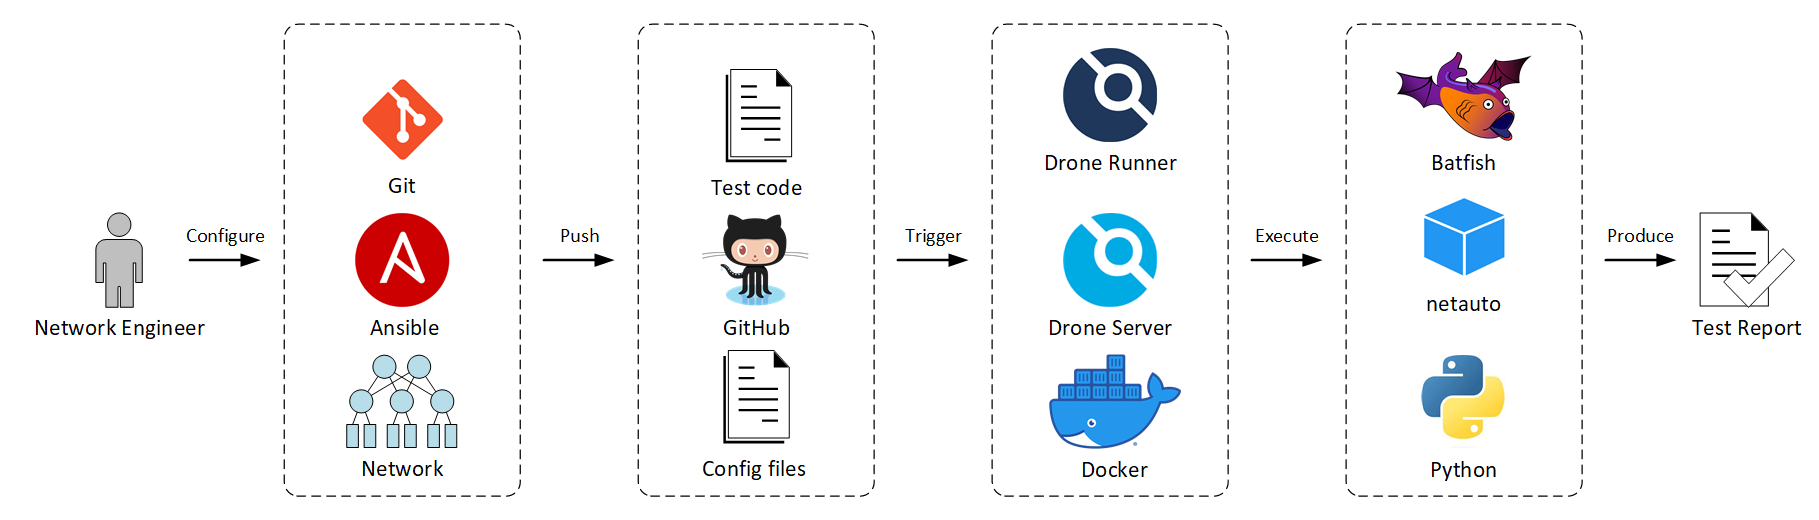 Network Engineer
Configure
Git
Ansible
Network
Push
Test code
GitHub
Config files
Trigger
Drone Runner
Drone Server
Docker
Execute
Batfish
netauto
Python
Produce
Test Report